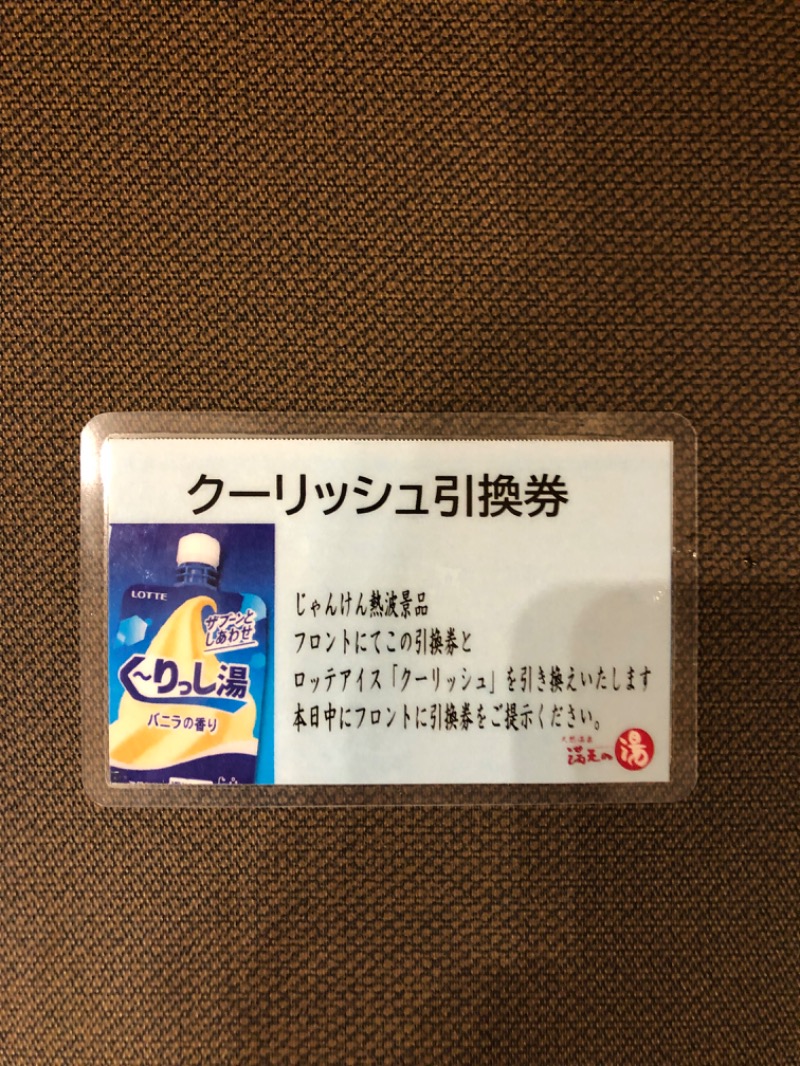 クーリッシュ引換券
LOTTE
ザブーンと
しあわせ
く~りっし湯
バニラの香り
じゃんけん熱波景品
フロントにてこの引換券と
ロッテアイス「クーリッシュ」を引き換えいたします
本日中にフロントに引換券をご提示ください。
天然温泉
湯